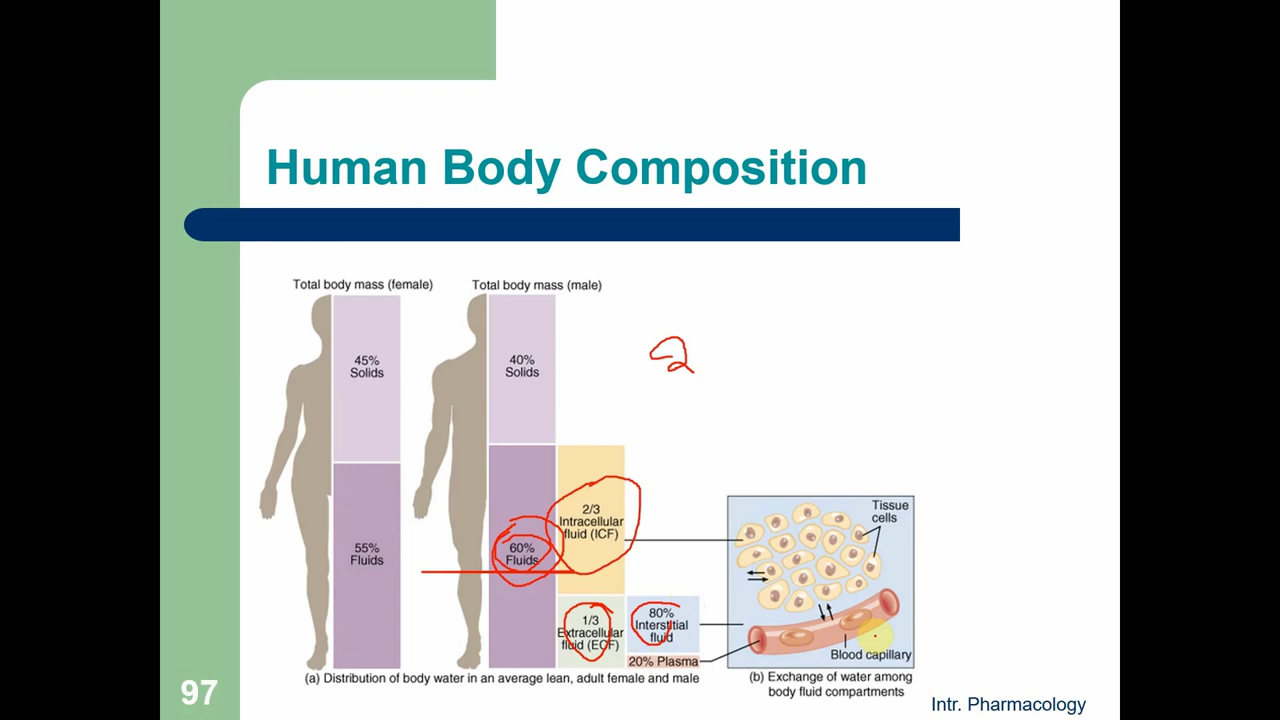 Human Body Composition
Total body mass (female)
Total body mass (male)
45%
Solids
40%
Solids
2
2/3
Intracellular
fluid (ICF)
55%
Fluids
60%
Fluids
1/3
Extracellular
fluid (ECF)
80%
Interstitial
fluid
20% Plasma
Tissue
cells
Blood capillary
(a) Distribution of body water in an average lean, adult female and male
(b) Exchange of water among
body fluid compartments
97
Intr. Pharmacology